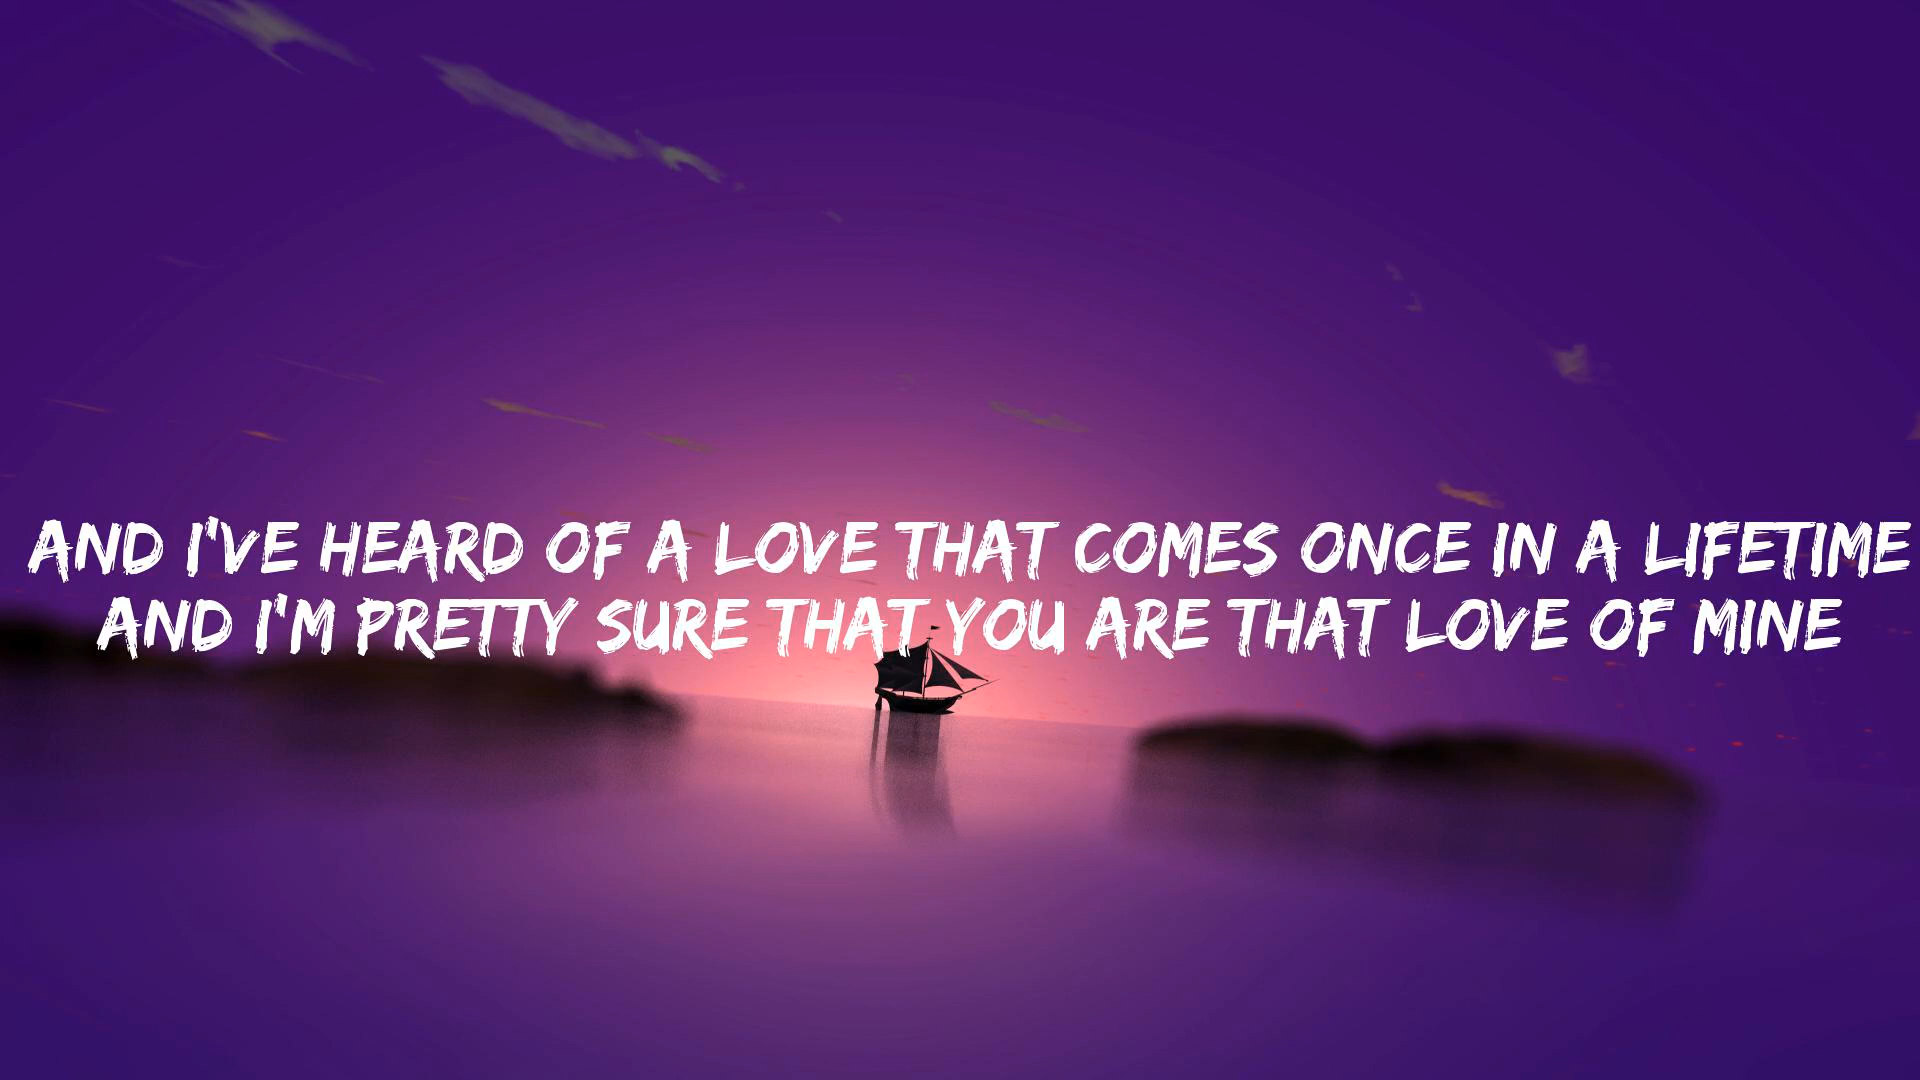 AND I'VE HEARD OF A LOVE THAT COMES ONCE IN A LIFETIME
AND I'M PRETTY SURE THAT YOU ARE THAT LOVE OF MINE